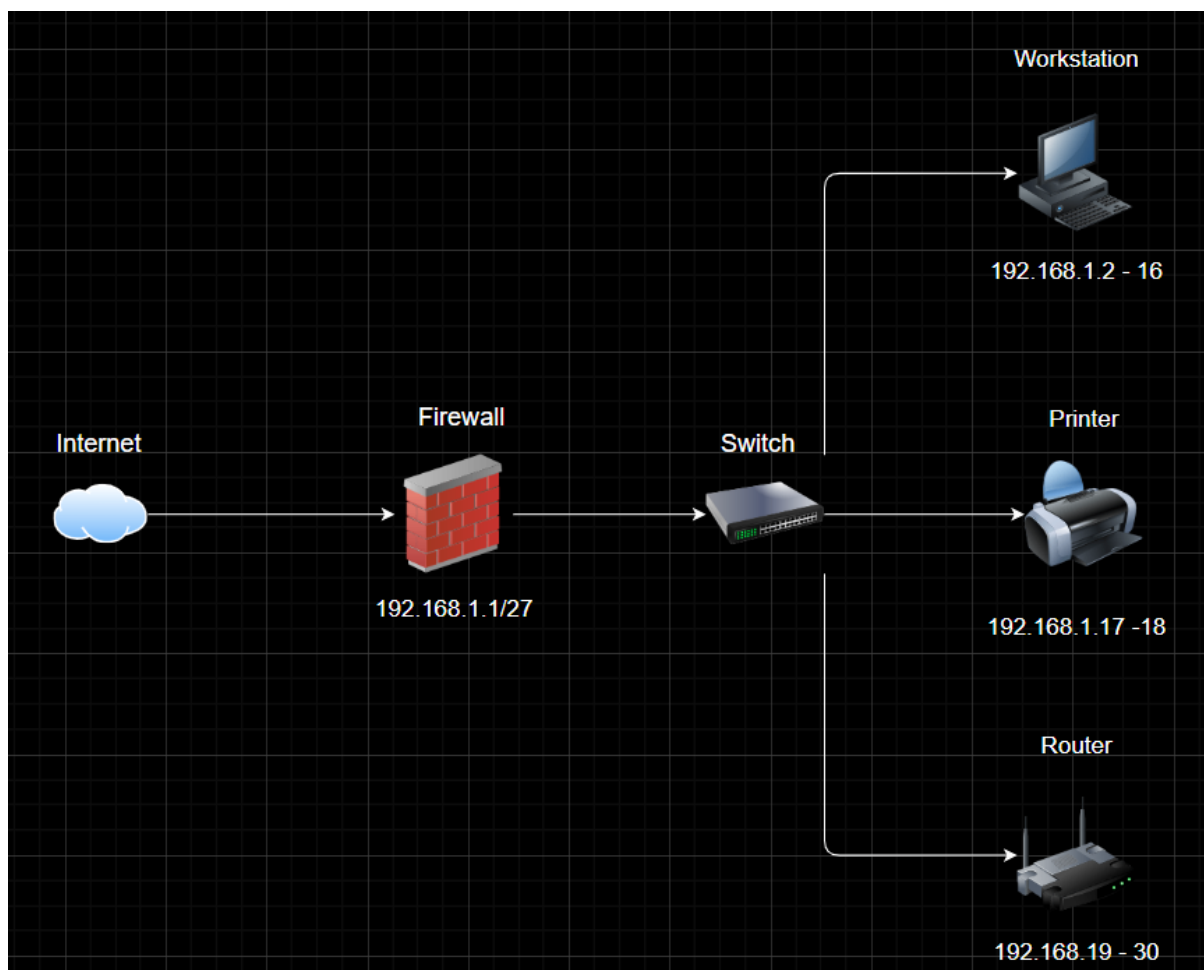 Workstation
192.168.1.2 - 16
Firewall
192.168.1.1/27
Internet
Switch
Printer
192.168.1.17 -18
Router
192.168.19 - 30